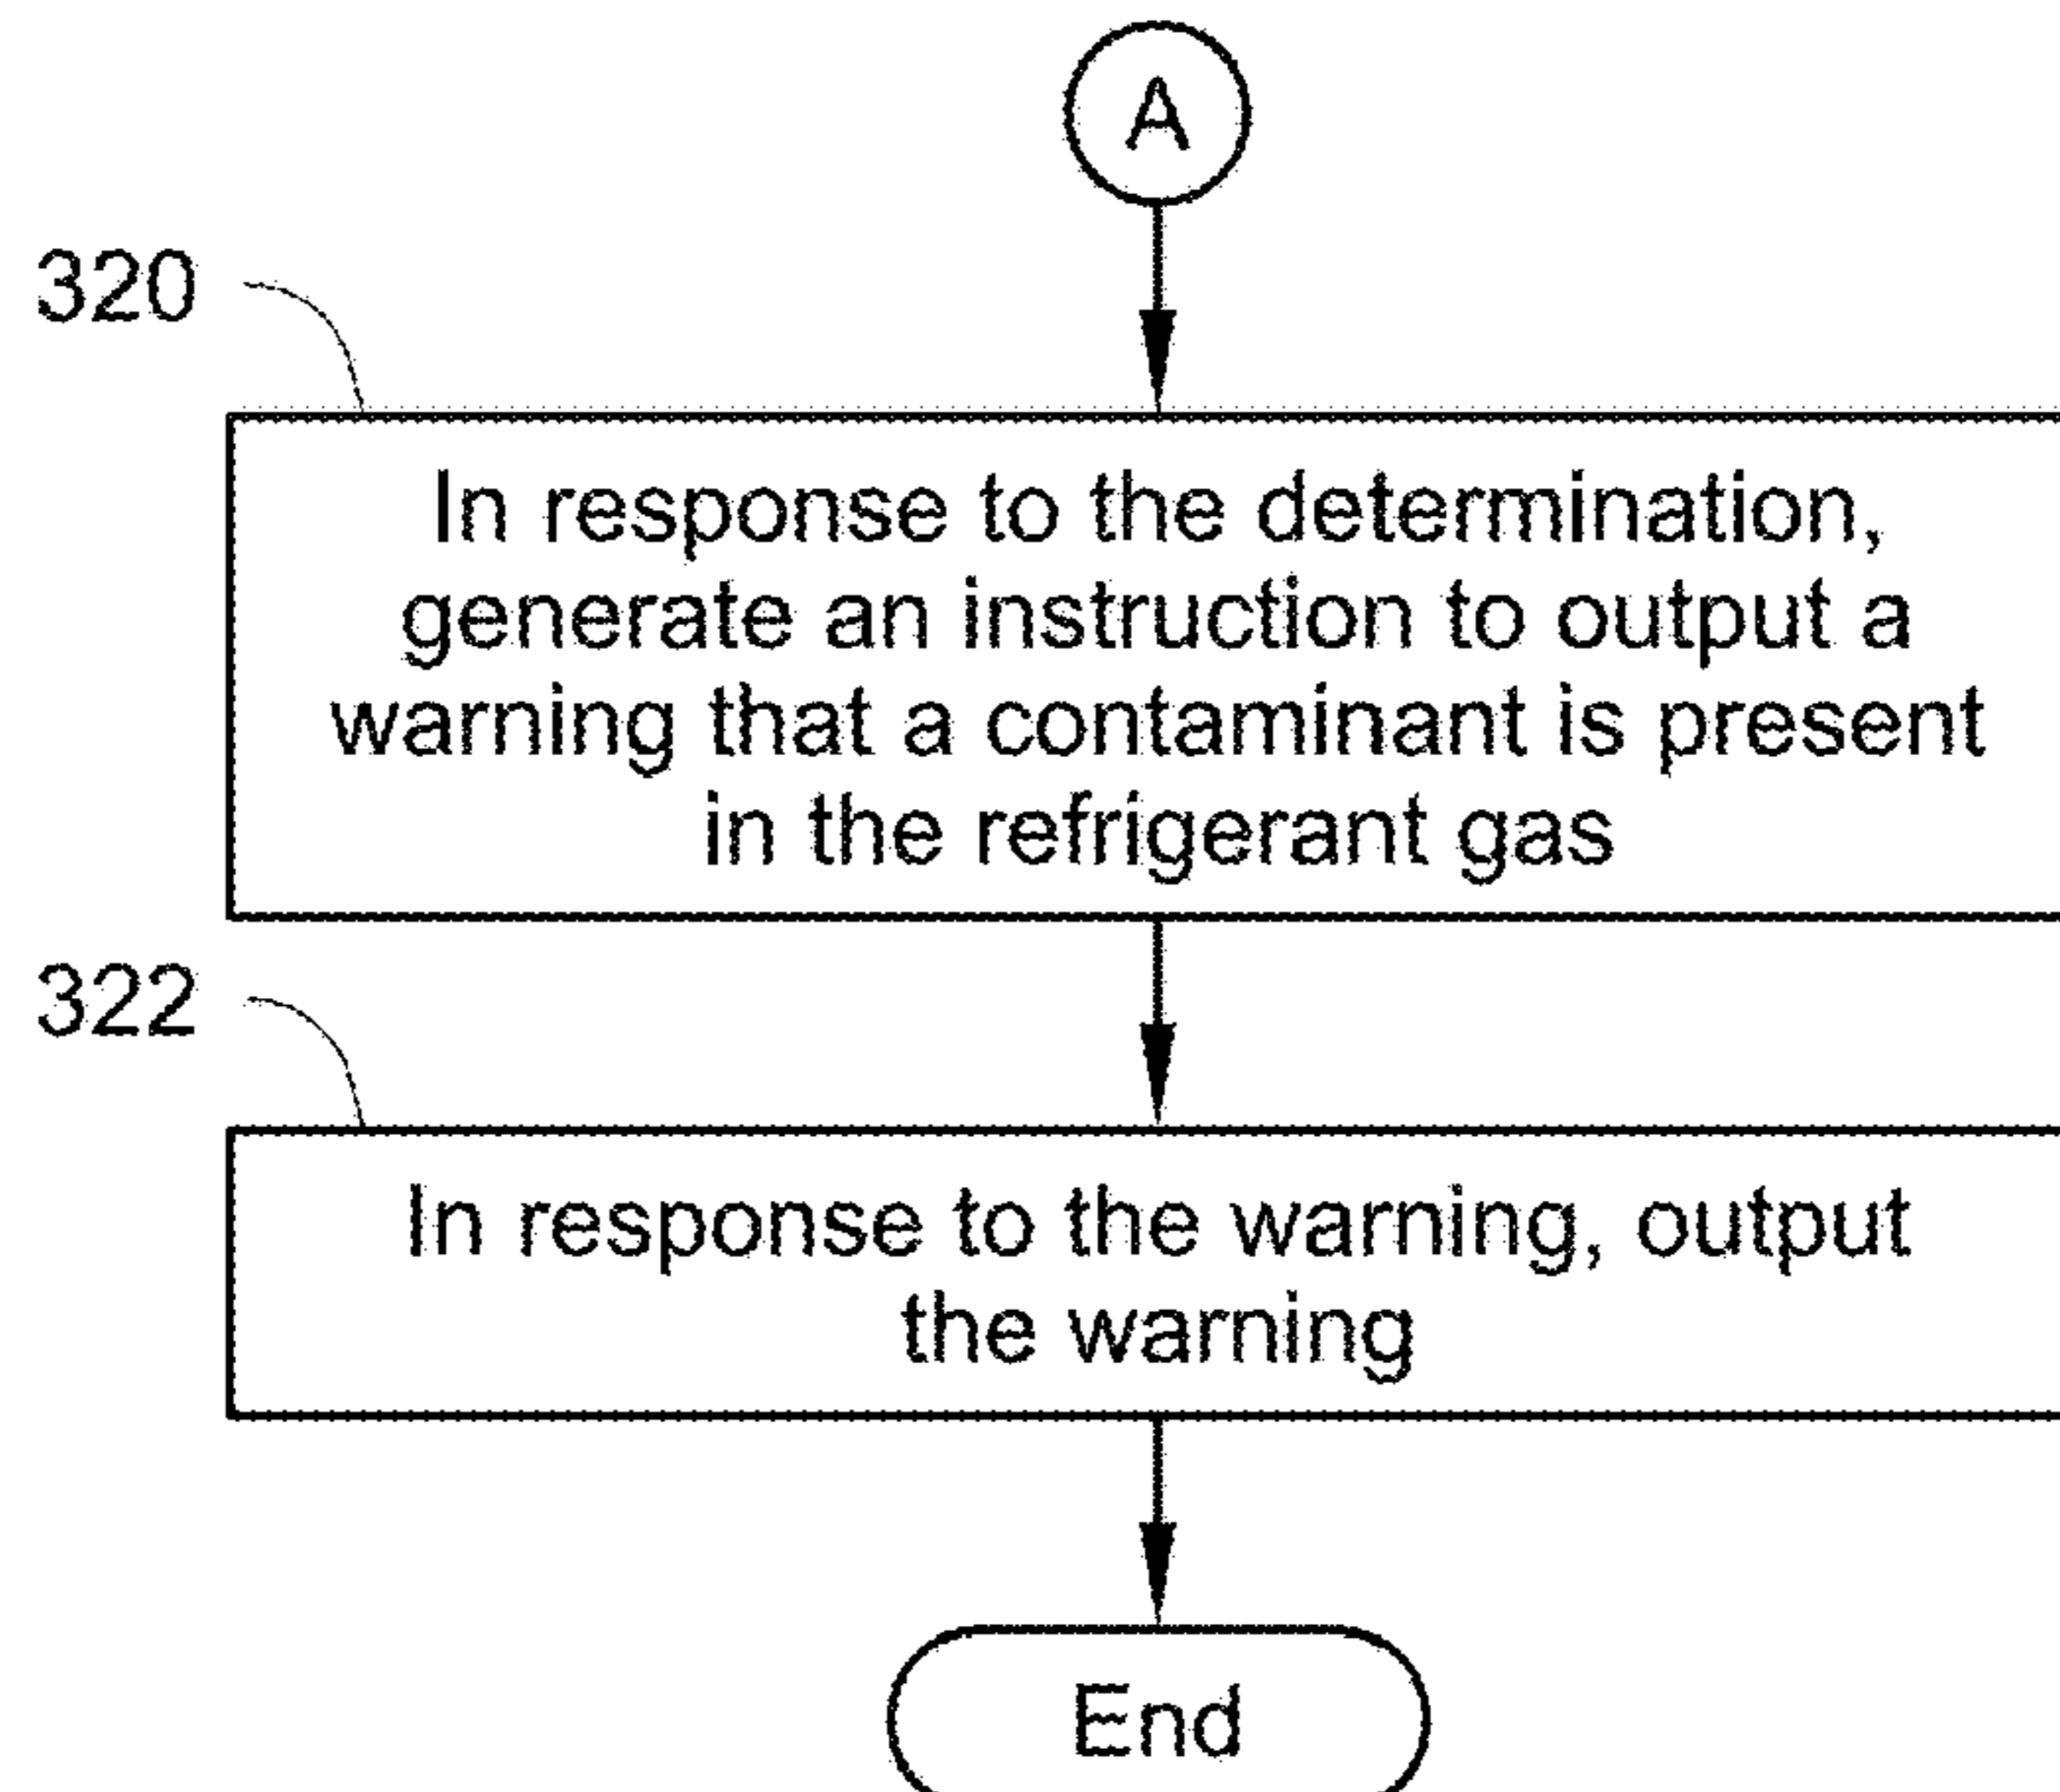 A
320
In response to the determination,
generate an instruction to output a
warning that a contaminant is present
in the refrigerant gas
322
In response to the warning, output
the warning
End